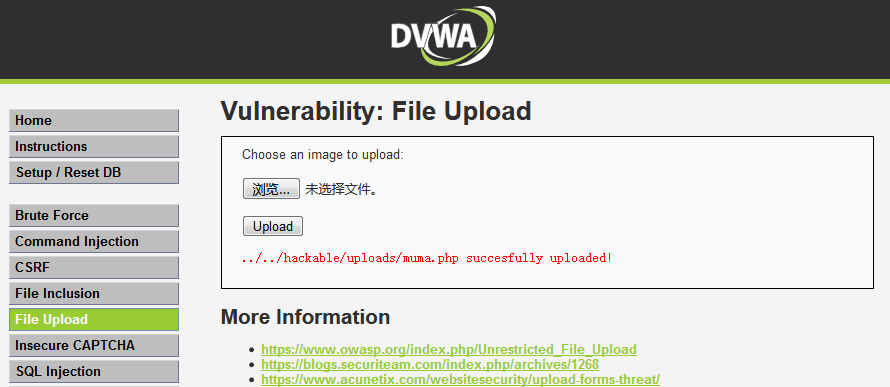 DVWA
Home
Instructions
Setup / Reset DB
Brute Force
Command Injection
CSRF
File Inclusion
File Upload
Insecure CAPTCHA
SQL Injection
Vulnerability: File Upload
Choose an image to upload:
浏览... 未选择文件。
Upload
../../hackable/uploads/muma.php succesfully uploaded!
More Information
https://www.owasp.org/index.php/Unrestricted_File_Upload
https://blogs.securiteam.com/index.php/archives/1268
https://www.acunetix.com/websitesecurity/upload-forms-threat/